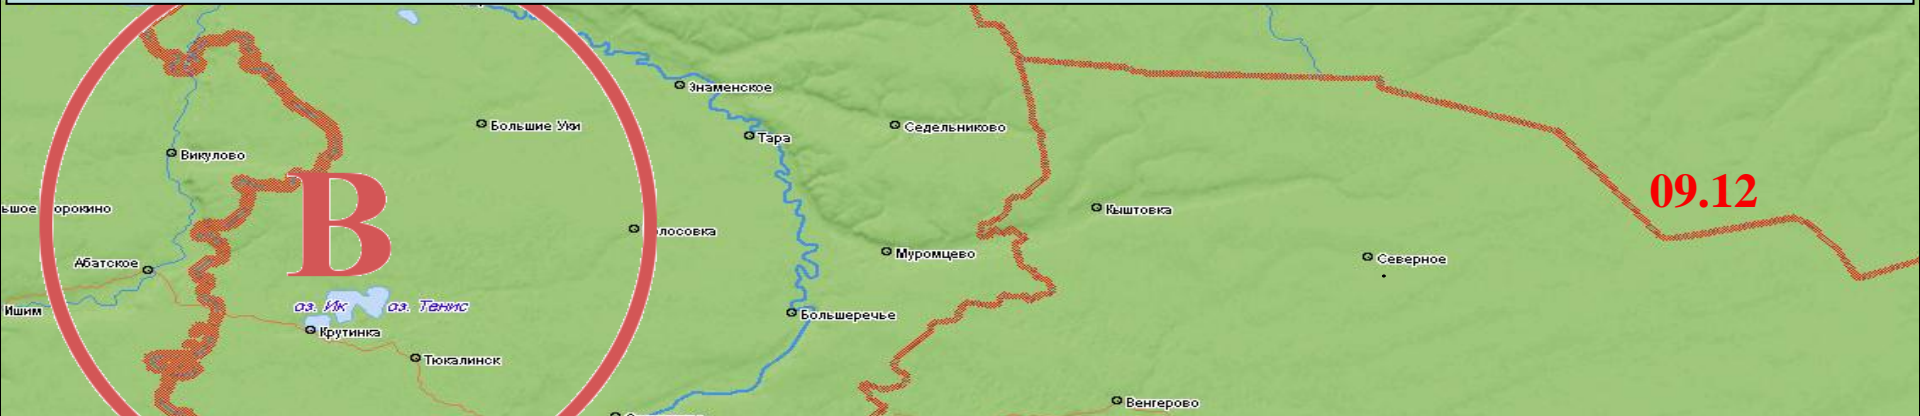 Знаменское
Большие Уки
Седельниково
Тара
Викулово
В
09.12
Кыштовка
лосовка
Муромцево
Северное
Абатское
оз. Ик
оз. Тенис
Ишим
Большеречье
Крутинка
Тюкалинск
Венгерово